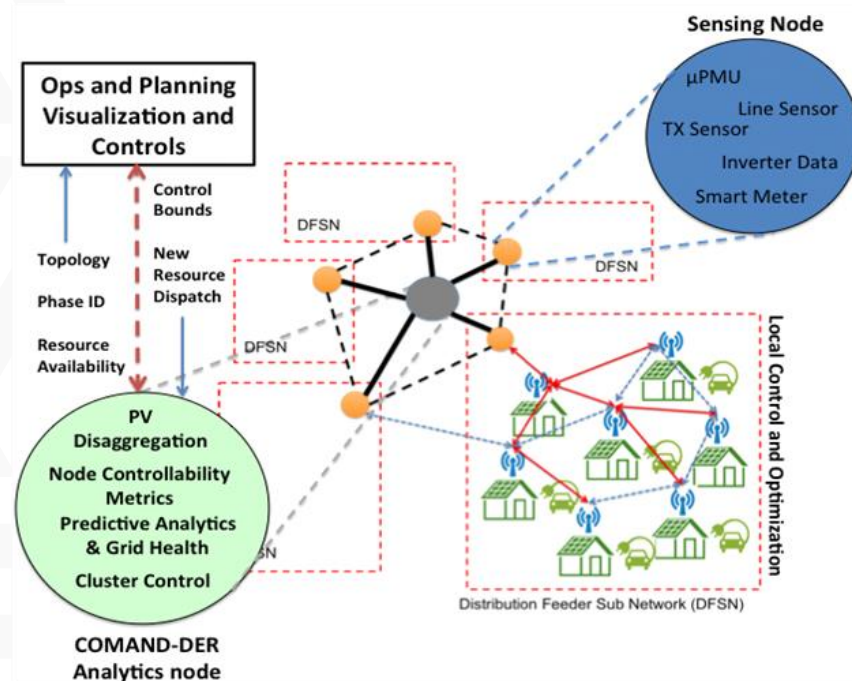 Sensing Node
μPMU
Line Sensor
TX Sensor
Inverter Data
Smart Meter
Ops and Planning
Visualization and
Controls
Control
Bounds
Topology
New
Resource
Dispatch
Phase ID
Resource
Availability
DFSN
DFSN
DFSN
SN
PV
Disaggregation
Node Controllability
Metrics
Predictive Analytics
& Grid Health
Cluster Control
COMAND-DER
Analytics node
Local Control and Optimization
Distribution Feeder Sub Network (DFSN)